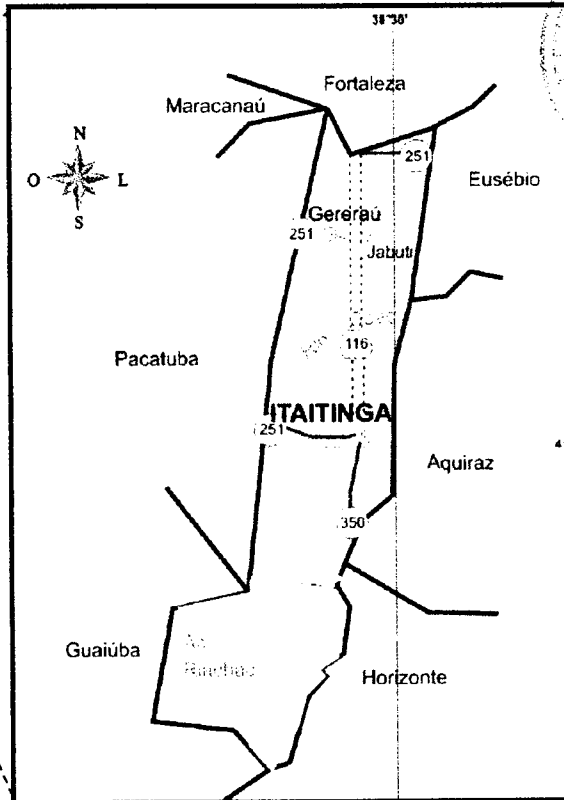 38°30'
Fortaleza
Maracanaú
N
O L
S
251
Eusébio
Gereraú
251
Jabuti
116
Pacatuba
ITAITINGA
251
Aquiraz
350
Guaiúba
Horizonte